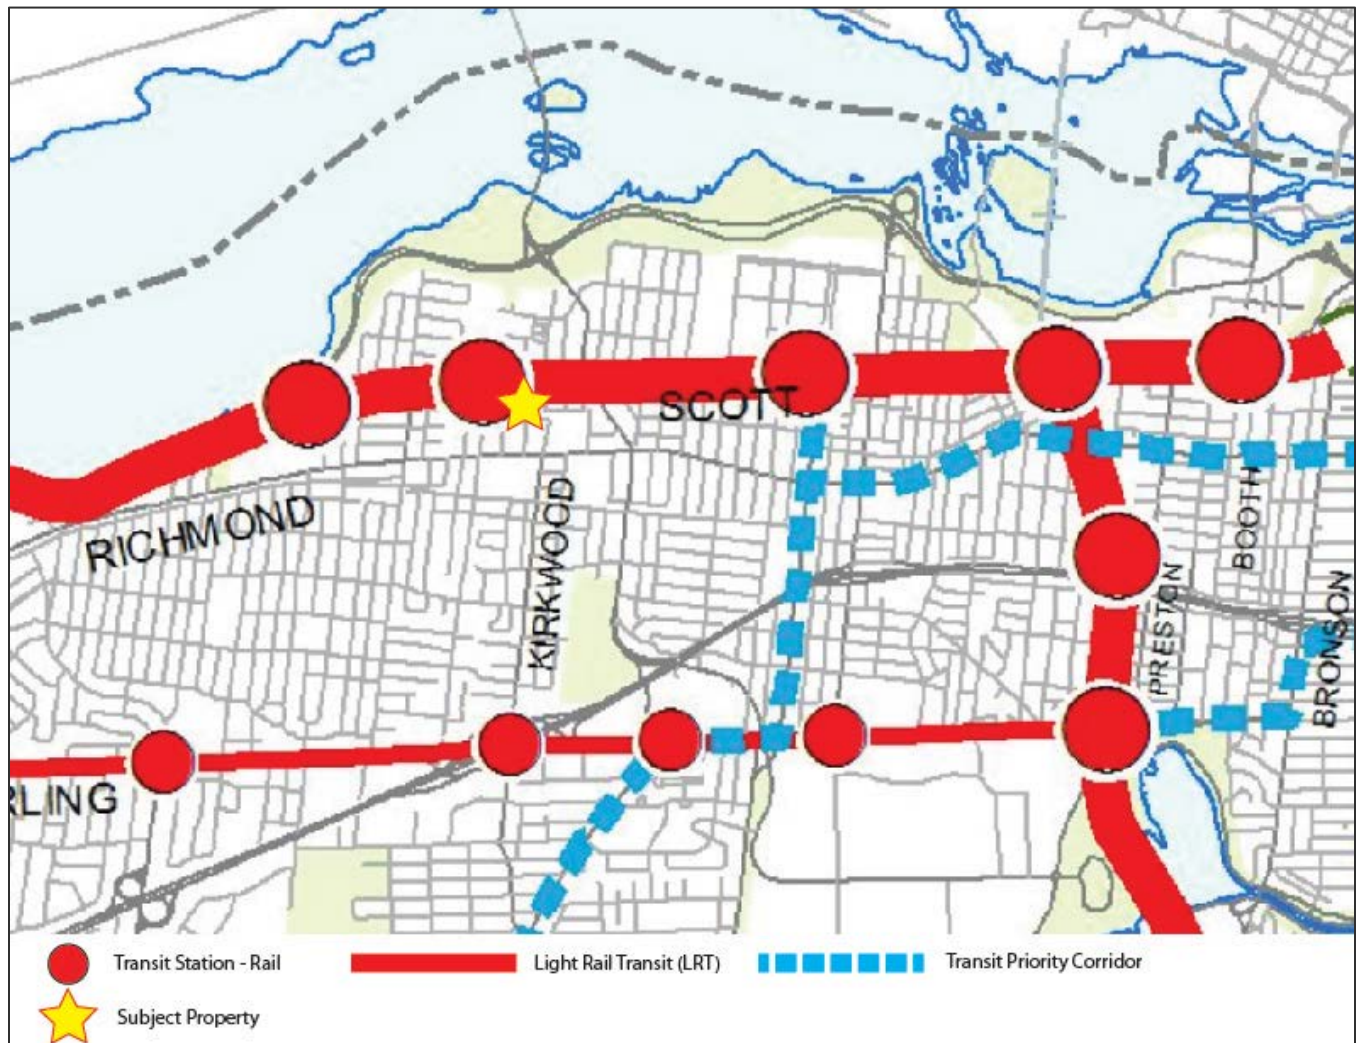 SCOTT
RICHMOND
KIRKWOOD
BOOTH
PRESTON
BRONSON
RLING
Transit Station - Rail
Light Rail Transit (LRT)
Transit Priority Corridor
Subject Property